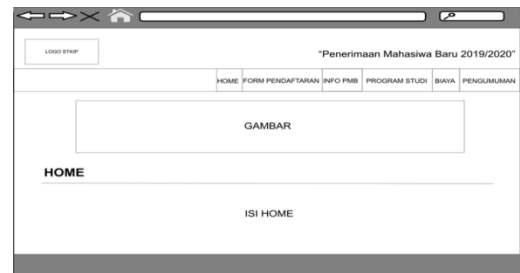 LOGO STKIP
"Penerimaan Mahasiwa Baru 2019/2020"
HOME FORM PENDAFTARAN INFO PMB PROGRAM STUDI BIAYA PENGUMUMAN
GAMBAR
HOME
ISI HOME